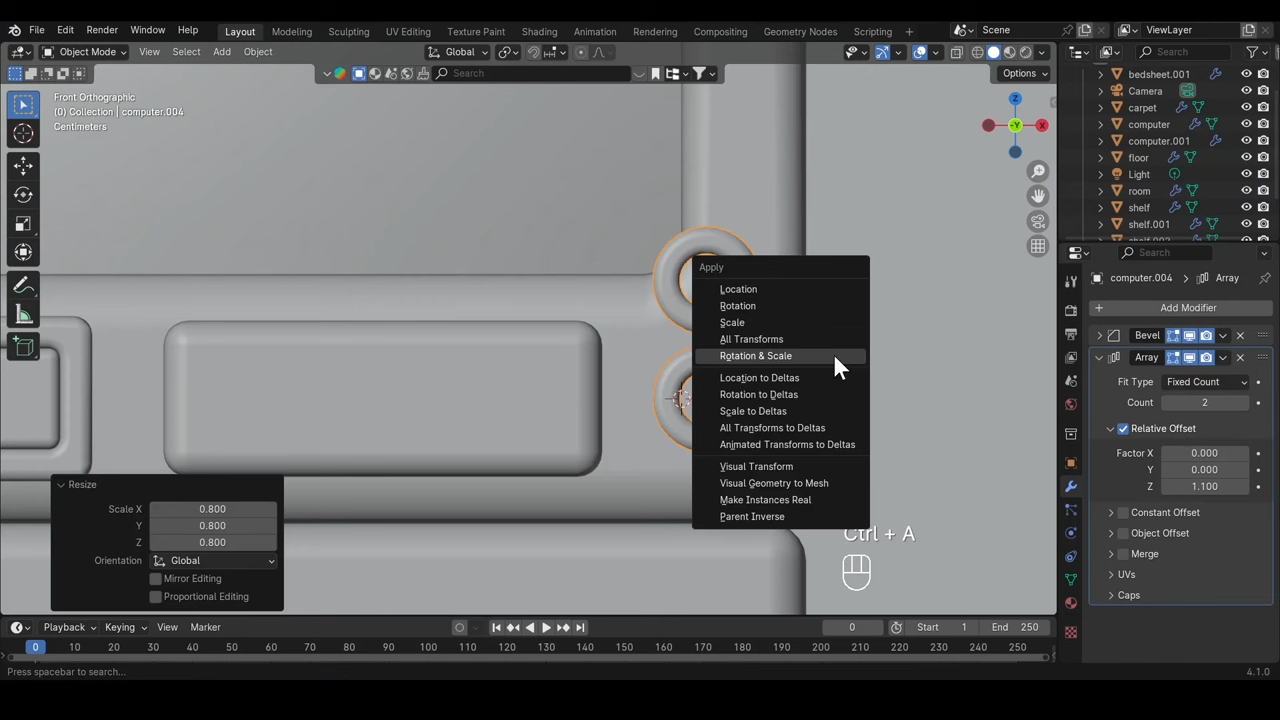 File Edit Render Window Help Layout Modeling Sculpting UV Editing Texture Paint Shading Animation Rendering Compositing Geometry Nodes Scripting + Scene ViewLayer
Object Mode View Select Add Object Global Search
Search Options
Front Orthographic
(0) Collection | computer.004
Centimeters
Z
-Y
X
bedsheet.001
Camera
carpet
computer
computer.001
floor
Light
room
shelf
shelf.001
Search
computer.004 > Array
+ Add Modifier
Bevel
Array
Fit Type Fixed Count
Count 2
Relative Offset
Factor X 0.000
Y 0.000
Z 1.100
Constant Offset
Object Offset
Merge
UVs
Caps
Apply
Location
Rotation
Scale
All Transforms
Rotation & Scale
Location to Deltas
Rotation to Deltas
Scale to Deltas
All Transforms to Deltas
Animated Transforms to Deltas
Visual Transform
Visual Geometry to Mesh
Make Instances Real
Parent Inverse
Ctrl + A
Resize
Scale X 0.800
Y 0.800
Z 0.800
Orientation Global
Mirror Editing
Proportional Editing
Playback Keying View Marker 0 Start 1 End 250
0 10 20 30 40 50 60 70 80 90 100 110 120 130 140 150 160 170 180 190 200 210 220 230 240 250
Press spacebar to search... 4.1.0